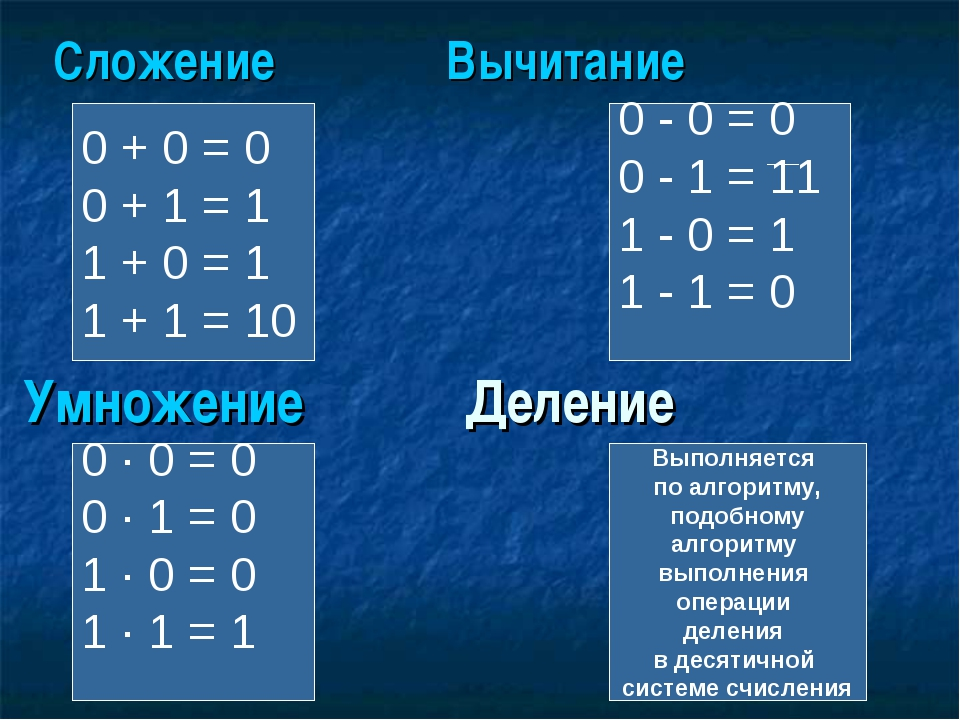 Сложение
0 + 0 = 0
0 + 1 = 1
1 + 0 = 1
1 + 1 = 10
Вычитание
0 - 0 = 0
0 - 1 = 11
1 - 0 = 1
1 - 1 = 0
Умножение
0 · 0 = 0
0 · 1 = 0
1 · 0 = 0
1 · 1 = 1
Деление
Выполняется
по алгоритму,
подобному
алгоритму
выполнения
операции
деления
в десятичной
системе счисления